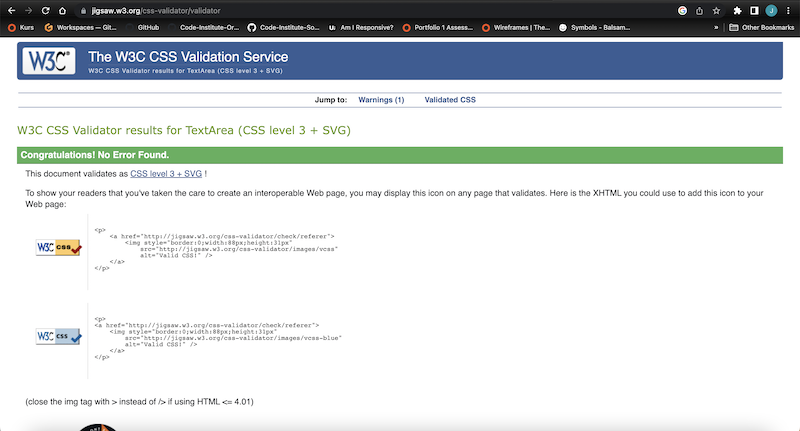 jigsaw.w3.org/css-validator/validator
Kurs
Workspaces — Git...
GitHub
Code-Institute-Or...
Code-Institute-So...
Am I Responsive?
Portfolio 1 Assess...
Wireframes | The...
Symbols - Balsam...
»
Other Bookmarks
W3C®
The W3C CSS Validation Service
W3C CSS Validator results for TextArea (CSS level 3 + SVG)
Jump to: Warnings (1) Validated CSS
W3C CSS Validator results for TextArea (CSS level 3 + SVG)
Congratulations! No Error Found.
This document validates as CSS level 3 + SVG !
To show your readers that you've taken the care to create an interoperable Web page, you may display this icon on any page that validates. Here is the XHTML you could use to add this icon to your
Web page:
W3C css
<p>
<a href="http://jigsaw.w3.org/css-validator/check/referer">
<img style="border:0;width:88px;height:31px"
src="http://jigsaw.w3.org/css-validator/images/vcss"
alt="Valid CSS!" />
</a>
</p>
W3C css
<p>
<a href="http://jigsaw.w3.org/css-validator/check/referer">
<img style="border:0;width:88px;height:31px"
src="http://jigsaw.w3.org/css-validator/images/vcss-blue"
alt="Valid CSS!" />
</a>
</p>
(close the img tag with > instead of /> if using HTML <= 4.01)